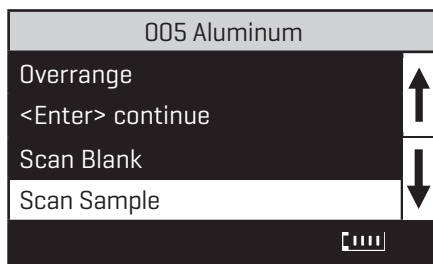 005 Aluminum
Overrange
<Enter> continue
Scan Blank
Scan Sample